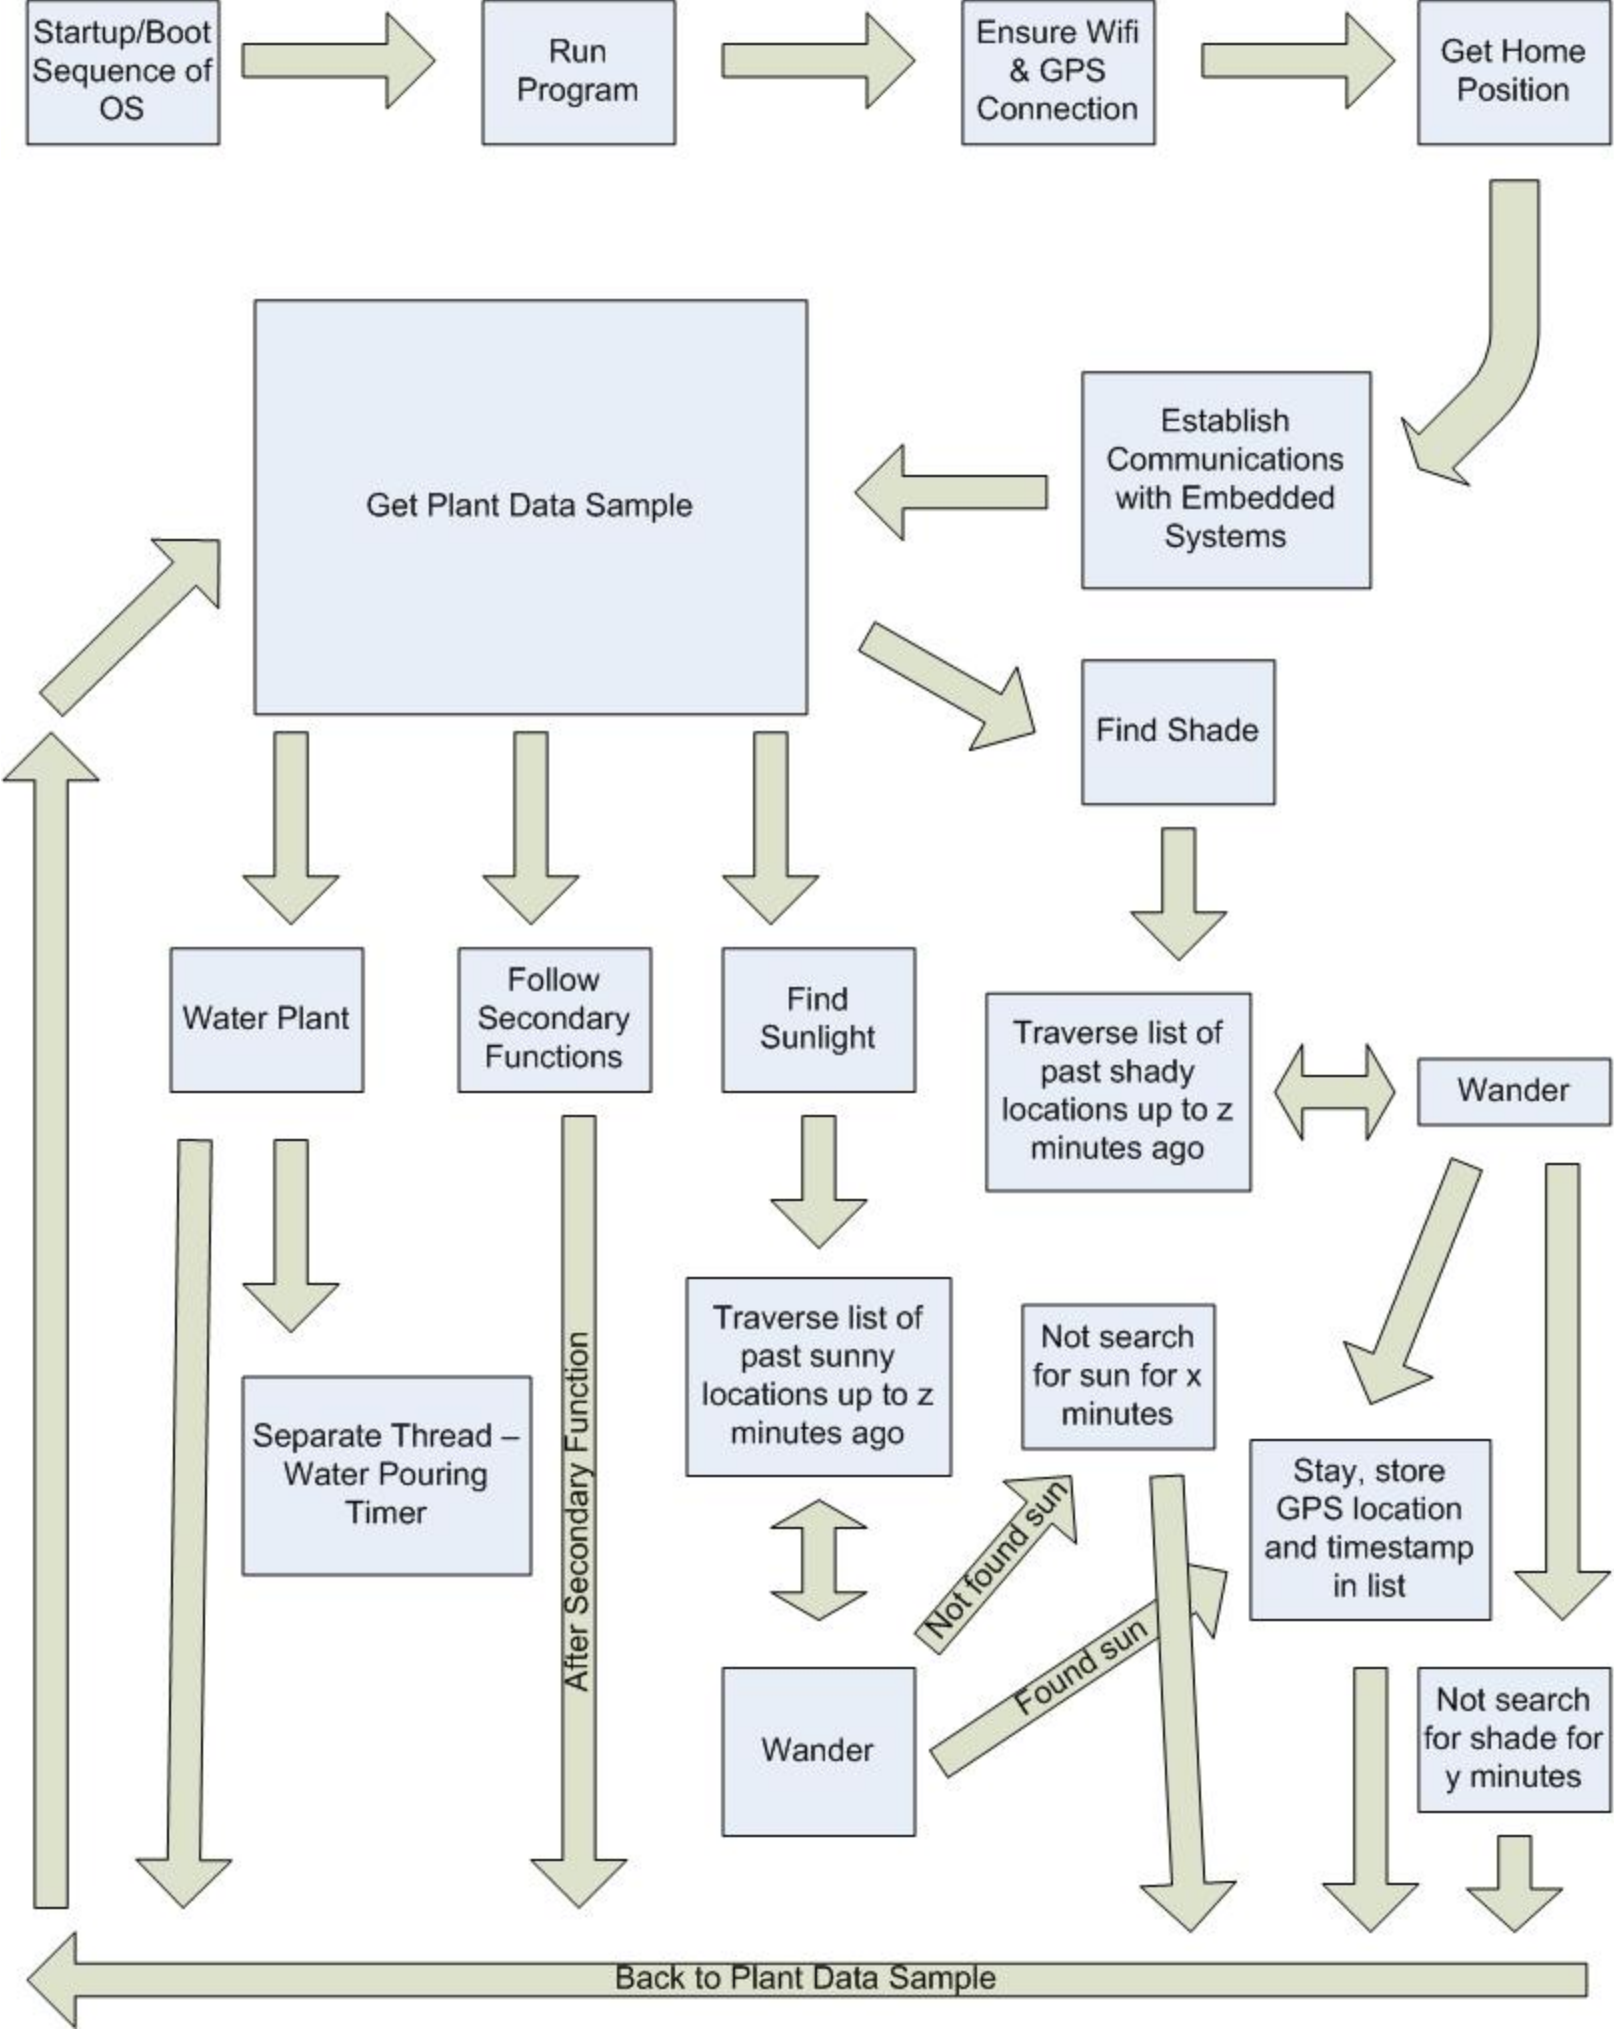 Startup/Boot
Sequence of
OS
Run
Program
Ensure Wifi
& GPS
Connection
Get Home
Position
Get Plant Data Sample
Establish
Communications
with Embedded
Systems
Find Shade
Water Plant
Follow
Secondary
Functions
Find
Sunlight
Traverse list of
past shady
locations up to z
minutes ago
Wander
Separate Thread –
Water Pouring
Timer
After Secondary Function
Traverse list of
past sunny
locations up to z
minutes ago
Not search
for sun for x
minutes
Stay, store
GPS location
and timestamp
in list
Not found sun
Found sun
Wander
Not search
for shade for
y minutes
Back to Plant Data Sample